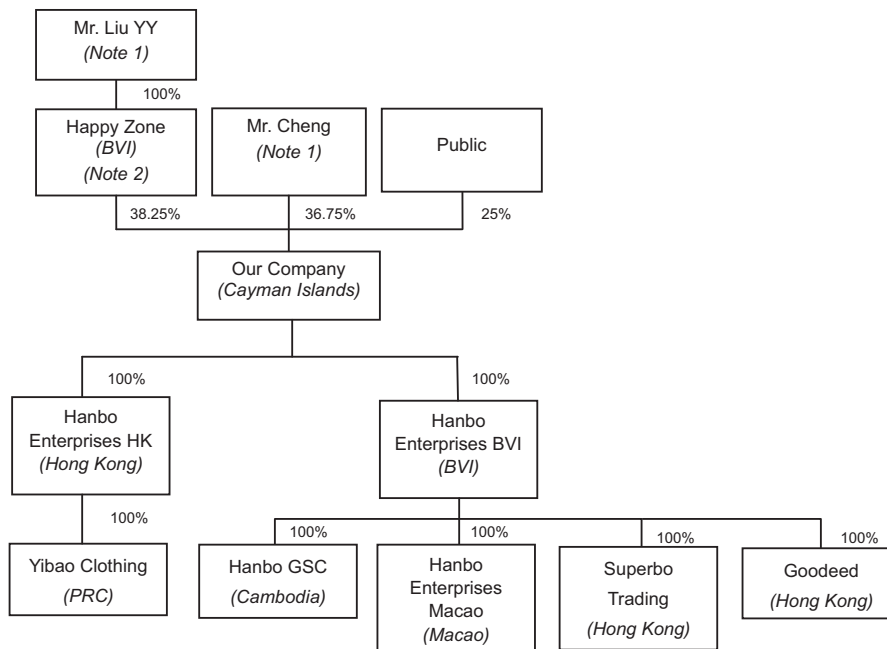 Mr. Liu YY
(Note 1)
100%
Happy Zone
(BVI)
(Note 2)
Mr. Cheng
(Note 1)
Public
38.25%
36.75%
25%
Our Company
(Cayman Islands)
100%
100%
Hanbo
Enterprises HK
(Hong Kong)
Hanbo
Enterprises BVI
(BVI)
100%
100%
100%
100%
100%
Yibao Clothing
(PRC)
Hanbo GSC
(Cambodia)
Hanbo
Enterprises
Macao
(Macao)
Superbo
Trading
(Hong Kong)
Goodeed
(Hong Kong)